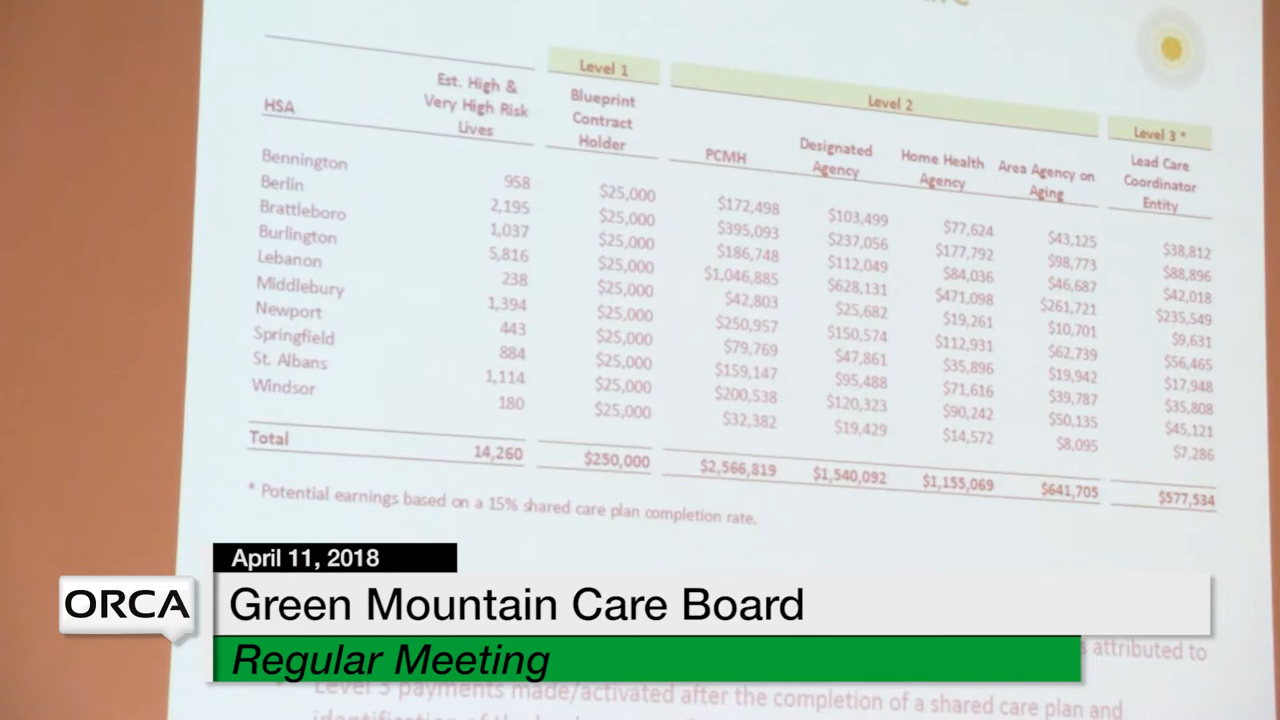 Level 1
Level 2
Level 3 *
HSA
Est. High &
Very High Risk
Lives
Blueprint
Contract
Holder
PCMH
Designated
Agency
Home Health
Agency
Area Agency on
Aging
Lead Care
Coordinator
Entity
Bennington 958 $25,000 $172,498 $103,499 $77,624 $43,125 $38,812
Berlin 2,195 $25,000 $395,093 $237,056 $177,792 $98,773 $88,896
Brattleboro 1,037 $25,000 $186,748 $112,049 $84,036 $46,687 $42,018
Burlington 5,816 $25,000 $1,046,885 $628,131 $471,098 $261,721 $235,549
Lebanon 238 $25,000 $42,803 $25,682 $19,261 $10,701 $9,631
Middlebury 1,394 $25,000 $250,957 $150,574 $112,931 $62,739 $56,465
Newport 443 $25,000 $79,769 $47,861 $35,896 $19,942 $17,948
Springfield 884 $25,000 $159,147 $95,488 $71,616 $39,787 $35,808
St. Albans 1,114 $25,000 $200,538 $120,323 $90,242 $50,135 $45,121
Windsor 180 $25,000 $32,382 $19,429 $14,572 $8,095 $7,286
Total 14,260 $250,000 $2,566,819 $1,540,092 $1,155,069 $641,705 $577,534
* Potential earnings based on a 15% shared care plan completion rate.
April 11, 2018
ORCA
Green Mountain Care Board
Regular Meeting
attributed to
Level 3 payments made/activated after the completion of a shared care plan and